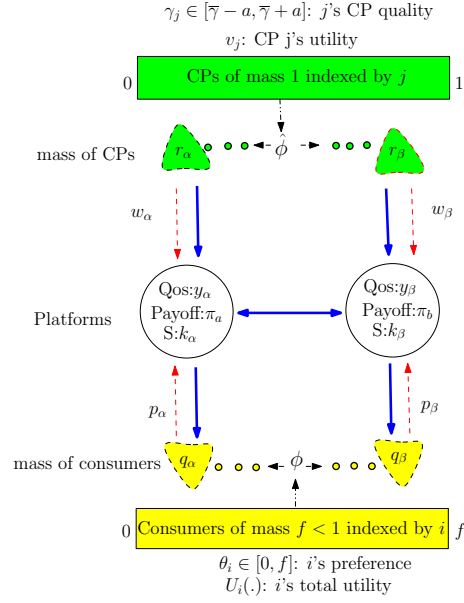 γ_j ∈ [γ̅ − a, γ̅ + a]: j's CP quality
v_j: CP j's utility
0 CPs of mass 1 indexed by j 1
mass of CPs r_α ϕ̂ r_β
w_α w_β
Qos:y_α Qos:y_β
Platforms Payoff:π_a Payoff:π_b
S:k_α S:k_β
p_α p_β
mass of consumers q_α ϕ q_β
0 Consumers of mass f < 1 indexed by i f
θ_i ∈ [0, f]: i's preference
U_i(.): i's total utility